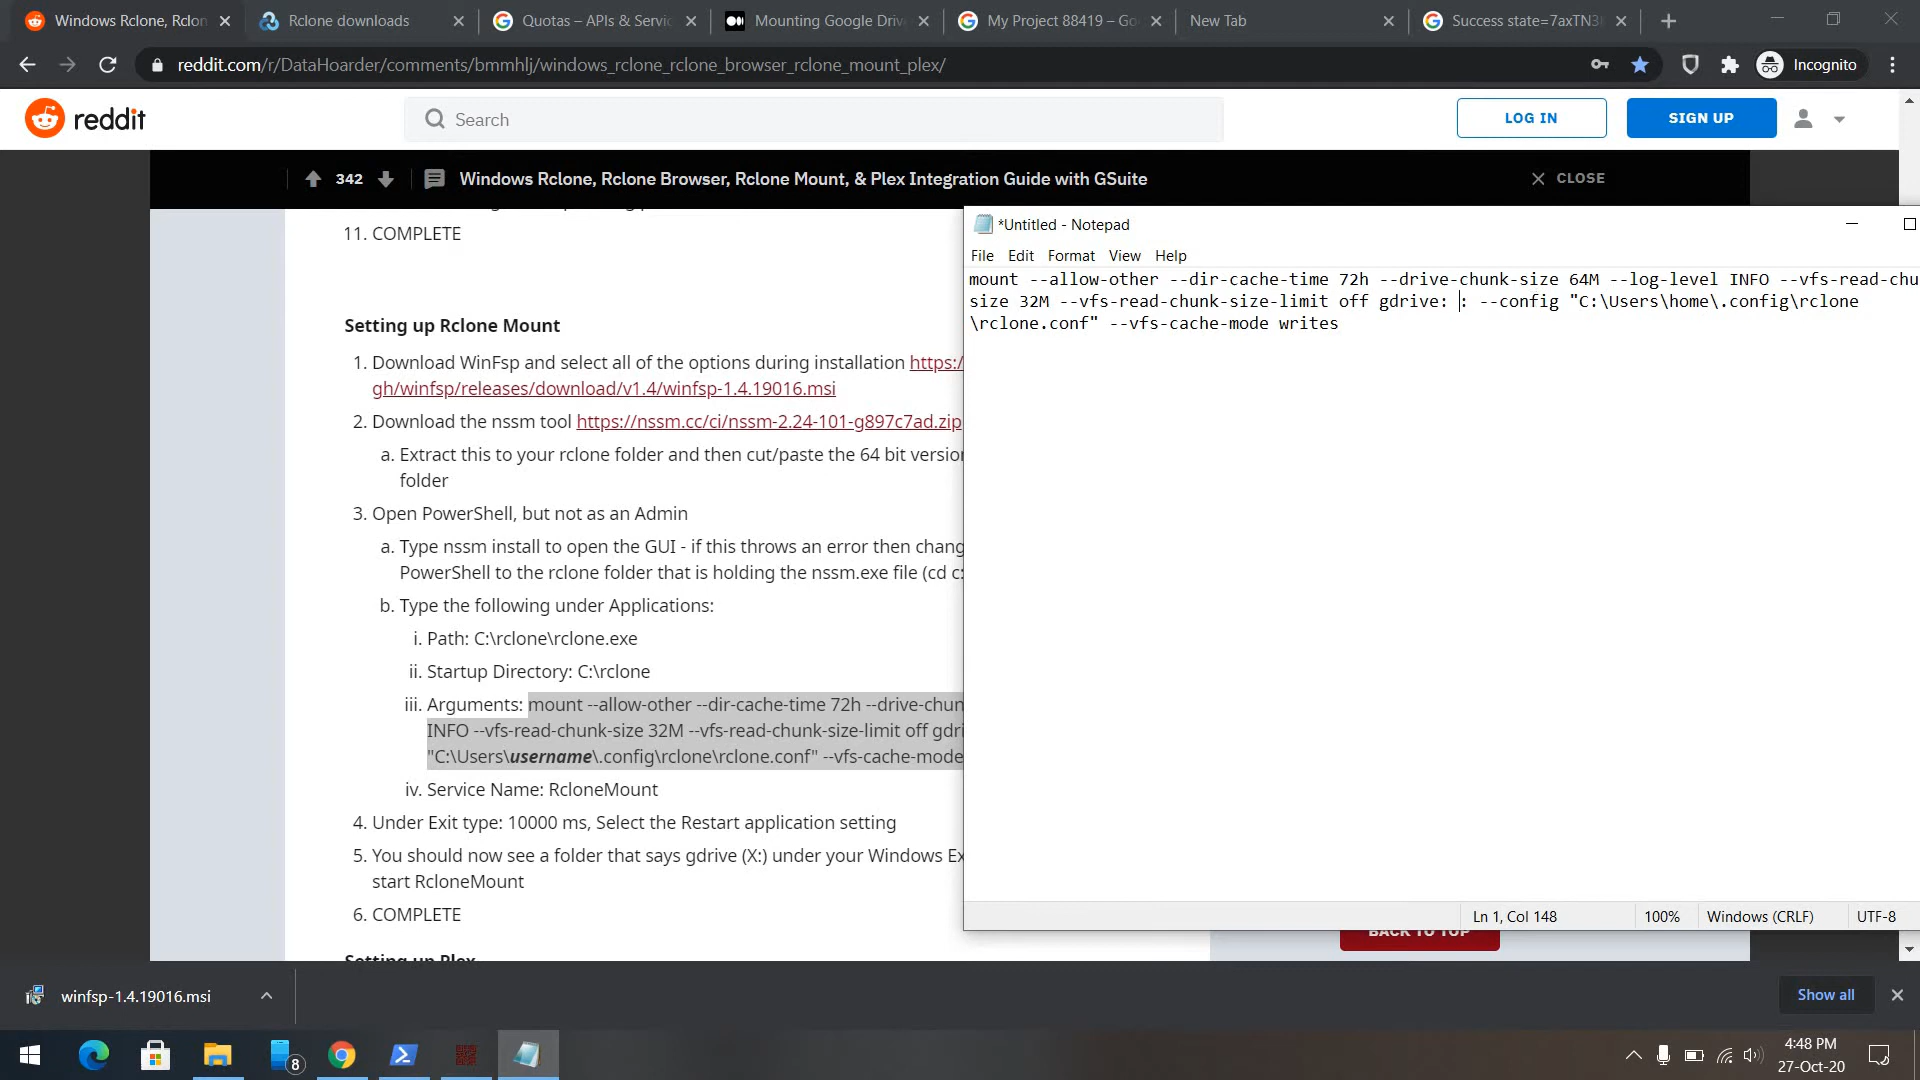 Windows Rclone, Rclon
Rclone downloads
Quotas – APIs & Servic
Mounting Google Driv
My Project 88419 – Go
New Tab
Success state=7axTN3
reddit.com/r/DataHoarder/comments/bmmhlj/windows_rclone_rclone_browser_rclone_mount_plex/
Incognito
reddit
Search
LOG IN
SIGN UP
342
Windows Rclone, Rclone Browser, Rclone Mount, & Plex Integration Guide with GSuite
CLOSE
11. COMPLETE
Setting up Rclone Mount
1. Download WinFsp and select all of the options during installation https:/
gh/winfsp/releases/download/v1.4/winfsp-1.4.19016.msi
2. Download the nssm tool https://nssm.cc/ci/nssm-2.24-101-g897c7ad.zip
a. Extract this to your rclone folder and then cut/paste the 64 bit version
folder
3. Open PowerShell, but not as an Admin
a. Type nssm install to open the GUI - if this throws an error then chang
PowerShell to the rclone folder that is holding the nssm.exe file (cd c:
b. Type the following under Applications:
i. Path: C:\rclone\rclone.exe
ii. Startup Directory: C:\rclone
iii. Arguments: mount --allow-other --dir-cache-time 72h --drive-chun
INFO --vfs-read-chunk-size 32M --vfs-read-chunk-size-limit off gdri
"C:\Users\username\.config\rclone\rclone.conf" --vfs-cache-mode
iv. Service Name: RcloneMount
4. Under Exit type: 10000 ms, Select the Restart application setting
5. You should now see a folder that says gdrive (X:) under your Windows Ex
start RcloneMount
6. COMPLETE
Setting up Plex
*Untitled - Notepad
File Edit Format View Help
mount --allow-other --dir-cache-time 72h --drive-chunk-size 64M --log-level INFO --vfs-read-chu
size 32M --vfs-read-chunk-size-limit off gdrive: : --config "C:\Users\home\.config\rclone
\rclone.conf" --vfs-cache-mode writes
Ln 1, Col 148
100%
Windows (CRLF)
UTF-8
BACK TO TOP
winfsp-1.4.19016.msi
Show all
8
4:48 PM
27-Oct-20